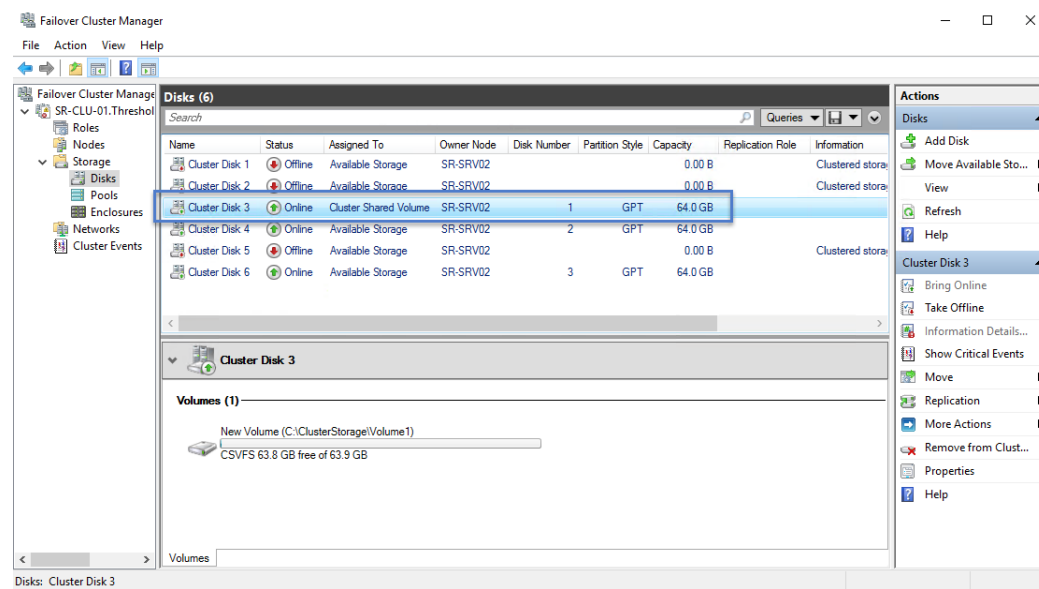 Failover Cluster Manager
File Action View Help
Failover Cluster Manage
SR-CLU-01.Threshol
Roles
Nodes
Storage
Disks
Pools
Enclosures
Networks
Cluster Events
Disks (6)
Search
Queries
Name Status Assigned To Owner Node Disk Number Partition Style Capacity Replication Role Information
Cluster Disk 1 Offline Available Storage SR-SRV02 0.00 B Clustered stora
Cluster Disk 2 Offline Available Storage SR-SRV02 0.00 B Clustered stora
Cluster Disk 3 Online Cluster Shared Volume SR-SRV02 1 GPT 64.0 GB
Cluster Disk 4 Online Available Storage SR-SRV02 2 GPT 64.0 GB
Cluster Disk 5 Offline Available Storage SR-SRV02 0.00 B Clustered stora
Cluster Disk 6 Online Available Storage SR-SRV02 3 GPT 64.0 GB
Cluster Disk 3
Volumes (1)
New Volume (C:\ClusterStorage\Volume1)
CSVFS 63.8 GB free of 63.9 GB
Volumes
Actions
Disks
Add Disk
Move Available Sto...
View
Refresh
Help
Cluster Disk 3
Bring Online
Take Offline
Information Details...
Show Critical Events
Move
Replication
More Actions
Remove from Clust...
Properties
Help
Disks: Cluster Disk 3